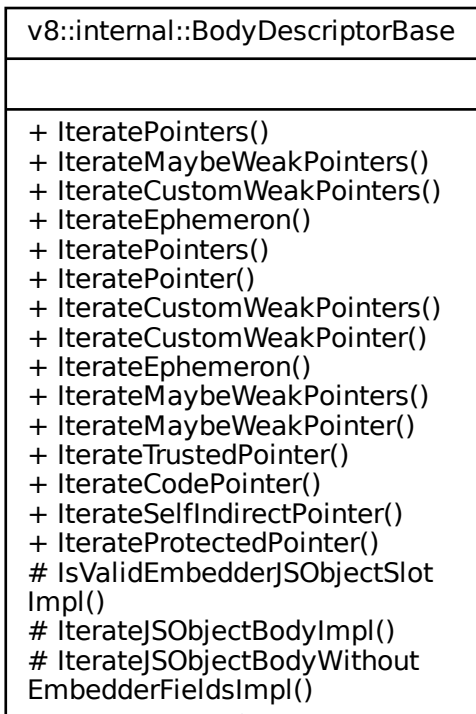 v8::internal::BodyDescriptorBase
+ IteratePointers()
+ IterateMaybeWeakPointers()
+ IterateCustomWeakPointers()
+ IterateEphemeron()
+ IteratePointers()
+ IteratePointer()
+ IterateCustomWeakPointers()
+ IterateCustomWeakPointer()
+ IterateEphemeron()
+ IterateMaybeWeakPointers()
+ IterateMaybeWeakPointer()
+ IterateTrustedPointer()
+ IterateCodePointer()
+ IterateSelfIndirectPointer()
+ IterateProtectedPointer()
# IsValidEmbedderJSObjectSlot
Impl()
# IterateJSObjectBodyImpl()
# IterateJSObjectBodyWithout
EmbedderFieldsImpl()